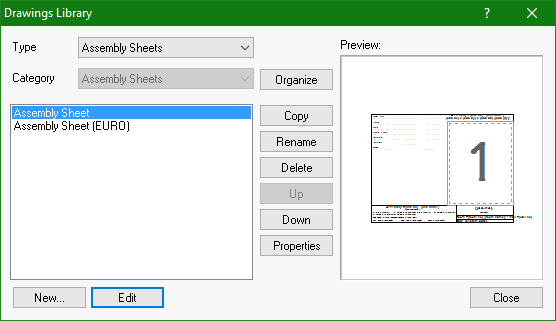 Drawings Library
?
Type
Assembly Sheets
Preview:
Category
Assembly Sheets
Organize
Assembly Sheet
Assembly Sheet (EURO)
Copy
Rename
Delete
Up
Down
Properties
1
New...
Edit
Close